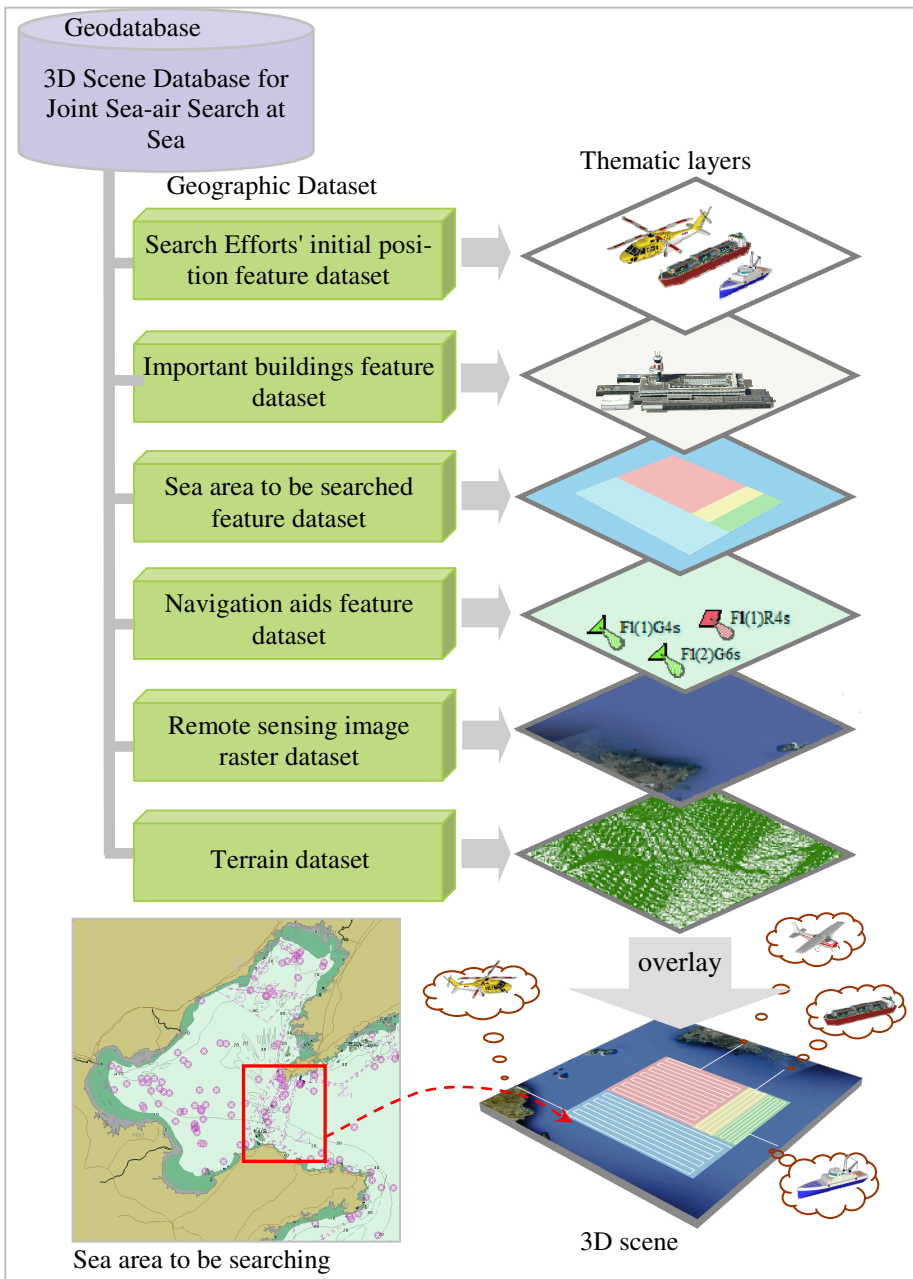 Geodatabase
3D Scene Database for
Joint Sea-air Search at
Sea
Geographic Dataset
Thematic layers
Search Efforts' initial posi-
tion feature dataset
Important buildings feature
dataset
Sea area to be searched
feature dataset
Navigation aids feature
dataset
Fl(1)G4s
Fl(1)R4s
Fl(2)G6s
Remote sensing image
raster dataset
Terrain dataset
overlay
Sea area to be searching
3D scene